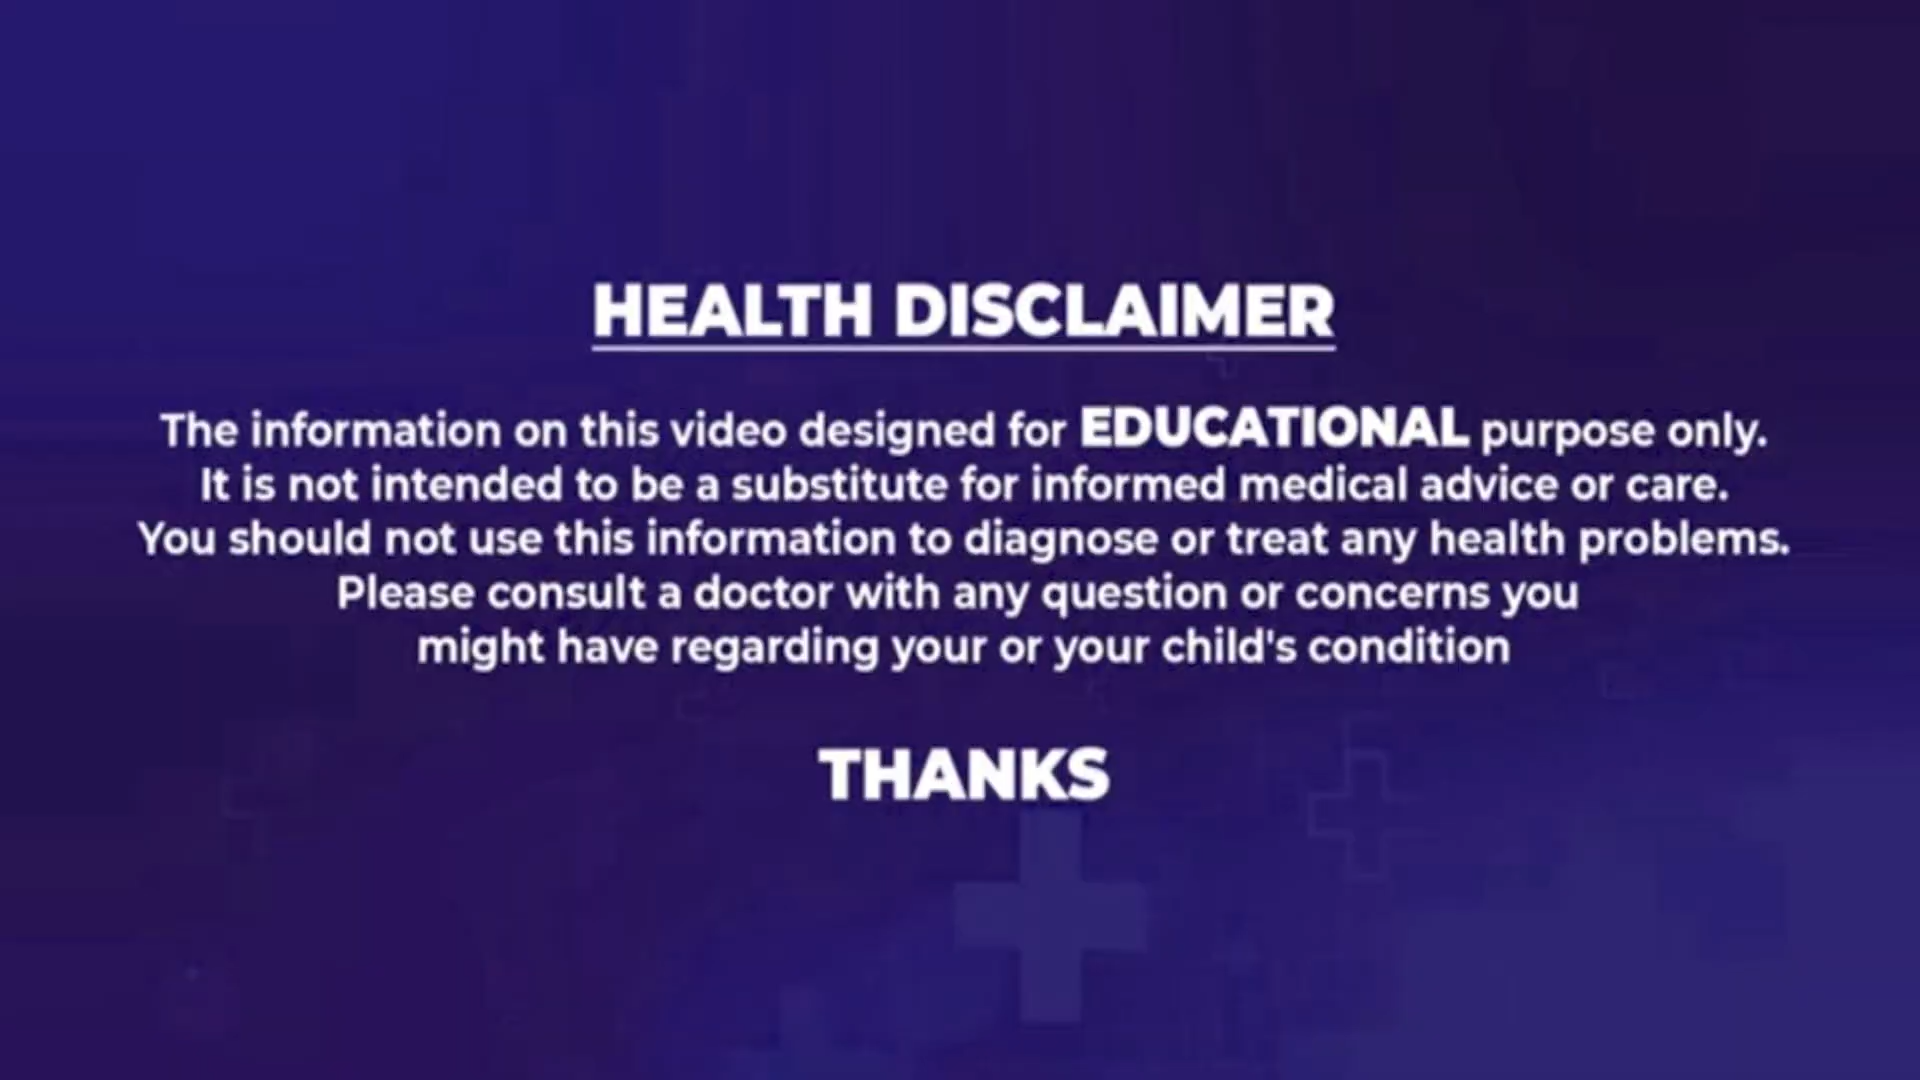 HEALTH DISCLAIMER
The information on this video designed for EDUCATIONAL purpose only.
It is not intended to be a substitute for informed medical advice or care.
You should not use this information to diagnose or treat any health problems.
Please consult a doctor with any question or concerns you
might have regarding your or your child's condition
THANKS